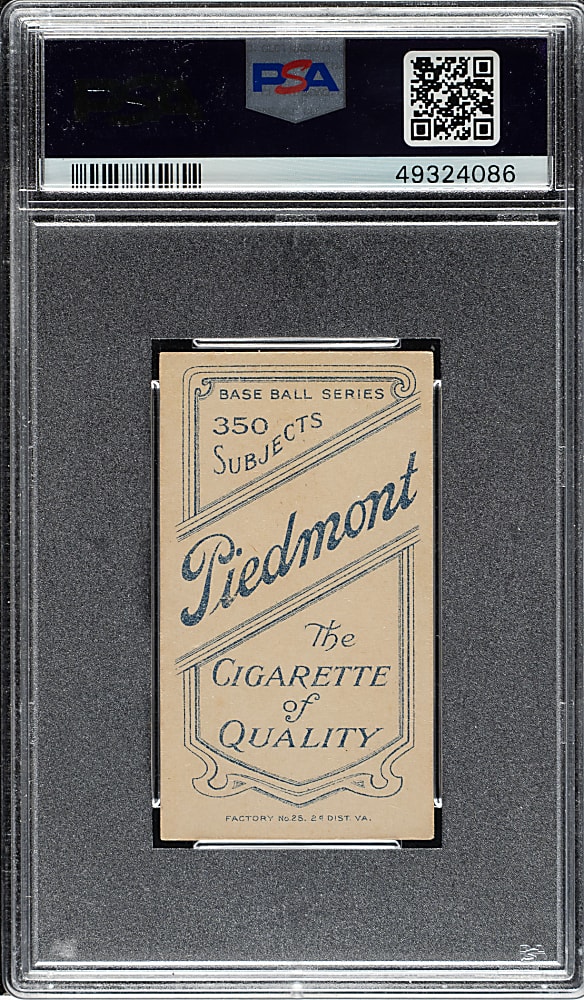 PSA
49324086
BASE BALL SERIES
350
SUBJECTS
Piedmont
The
CIGARETTE
of
QUALITY
FACTORY No. 25. 2d DIST. VA.